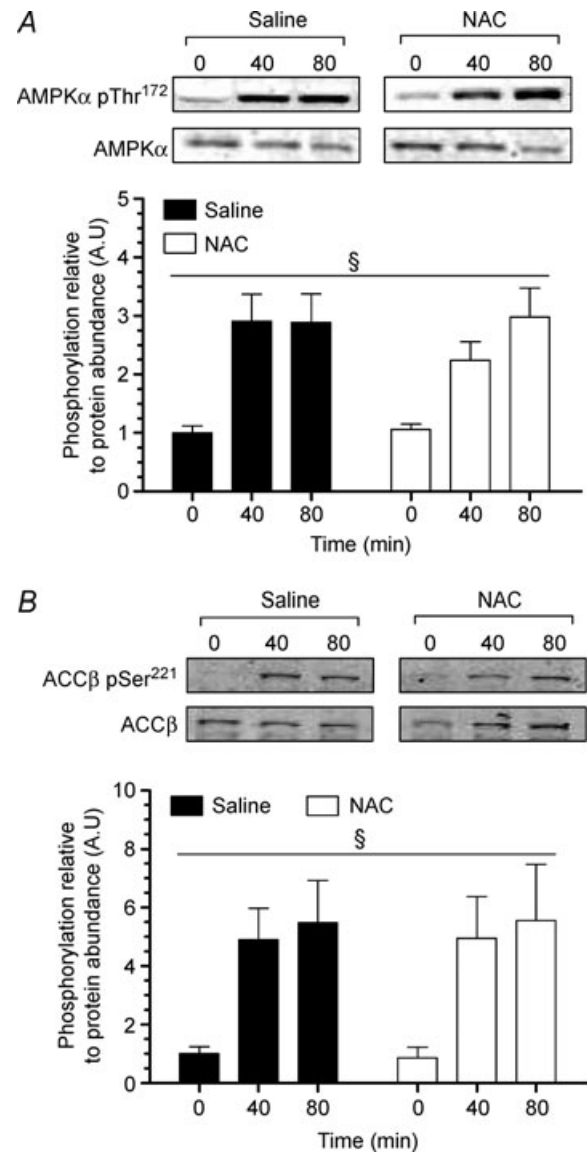 A
Saline NAC
0 40 80 0 40 80
AMPKα pThr¹⁷²
AMPKα
Phosphorylation relative
to protein abundance (A.U)
5
4
3
2
1
0
Saline
NAC
§
0 40 80 0 40 80
Time (min)
B
Saline NAC
0 40 80 0 40 80
ACCβ pSer²²¹
ACCβ
Phosphorylation relative
to protein abundance (A.U)
10
8
6
4
2
0
Saline NAC
§
0 40 80 0 40 80
Time (min)